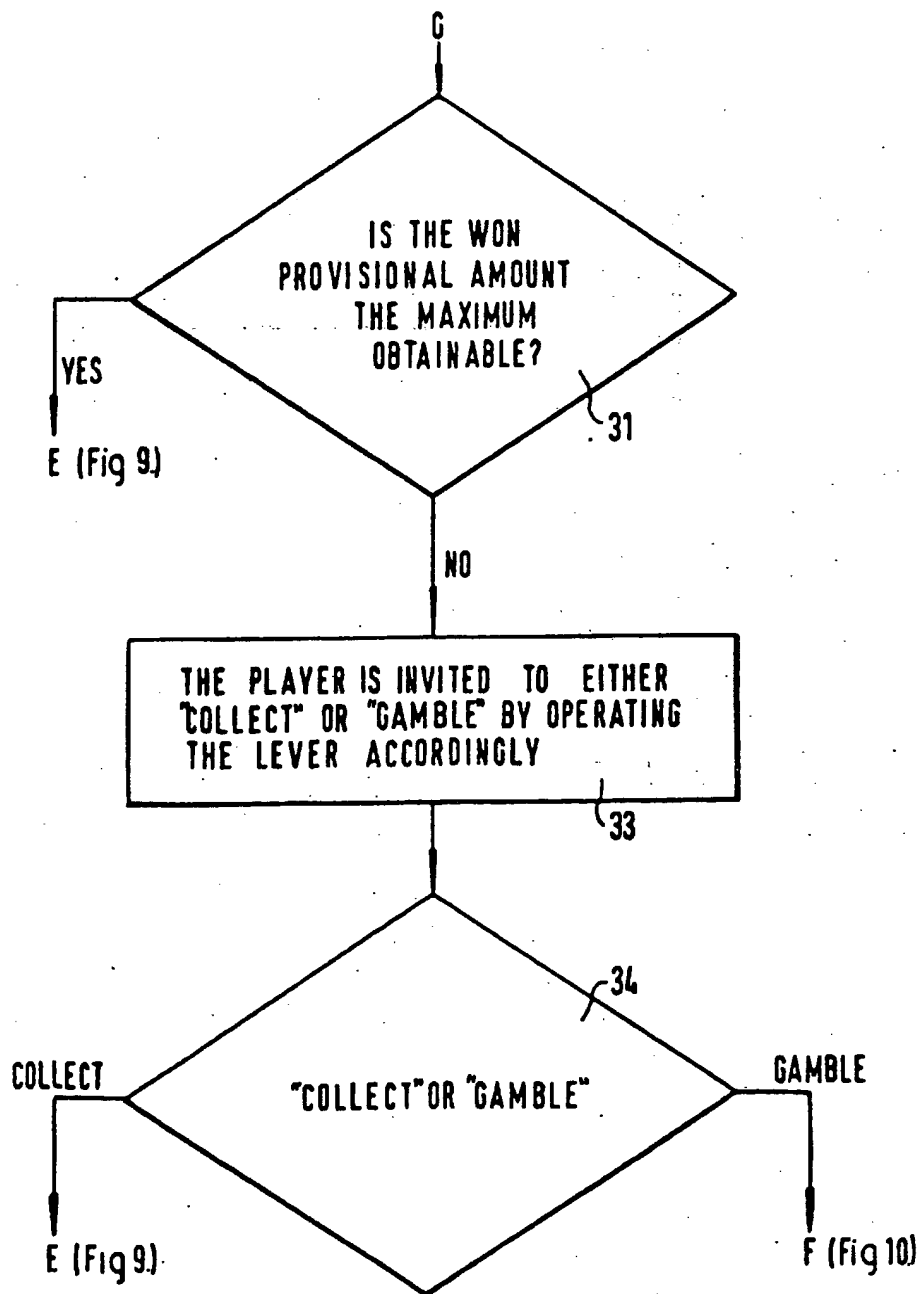 G
IS THE WON
PROVISIONAL AMOUNT
THE MAXIMUM
OBTAINABLE?
31
YES
E (Fig 9.)
NO
THE PLAYER IS INVITED TO EITHER
"COLLECT" OR "GAMBLE" BY OPERATING
THE LEVER ACCORDINGLY
33
34
COLLECT
GAMBLE
"COLLECT" OR "GAMBLE"
E (Fig 9.)
F (Fig 10)